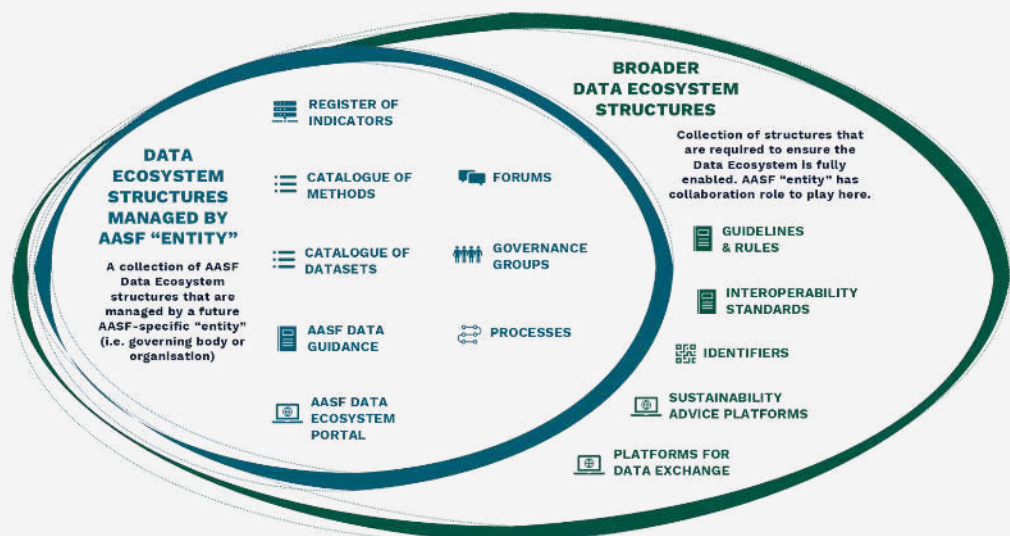 DATA
ECOSYSTEM
STRUCTURES
MANAGED BY
AASF “ENTITY”
A collection of AASF
Data Ecosystem
structures that are
managed by a future
AASF-specific “entity”
(i.e. governing body or
organisation)
REGISTER OF
INDICATORS
CATALOGUE OF
METHODS
CATALOGUE OF
DATASETS
AASF DATA
GUIDANCE
AASF DATA
ECOSYSTEM
PORTAL
FORUMS
GOVERNANCE
GROUPS
PROCESSES
BROADER
DATA ECOSYSTEM
STRUCTURES
Collection of structures that
are required to ensure the
Data Ecosystem is fully
enabled. AASF “entity” has
collaboration role to play here.
GUIDELINES
& RULES
INTEROPERABILITY
STANDARDS
IDENTIFIERS
SUSTAINABILITY
ADVICE PLATFORMS
PLATFORMS FOR
DATA EXCHANGE